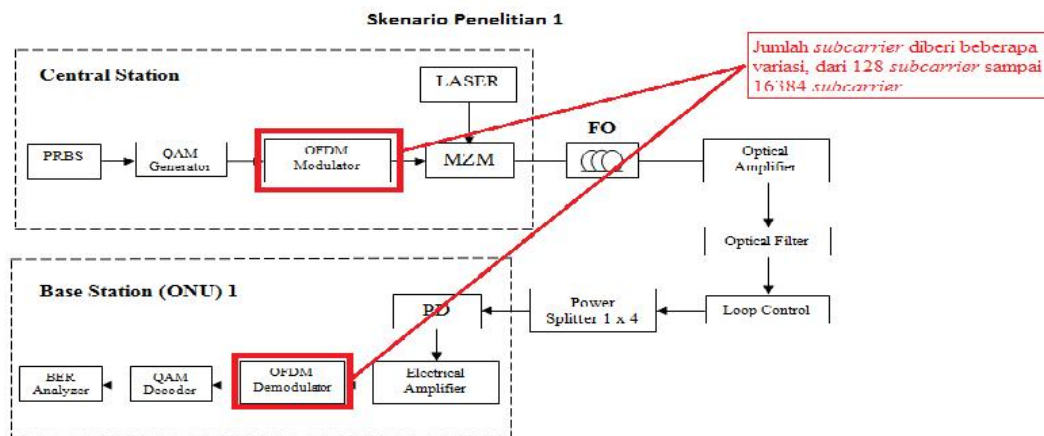 Skenario Penelitian 1
Central Station
LASER
PRBS
QAM
Generator
OFDM
Modulator
MZM
FO
Optical
Amplifier
Jumlah subcarrier diberi beberapa
variasi, dari 128 subcarrier sampai
16384 subcarrier
Optical Filter
Loop Control
Power
Splitter 1 x 4
Base Station (ONU) 1
PD
Electrical
Amplifier
OFDM
Demodulator
QAM
Decoder
BER
Analyzer